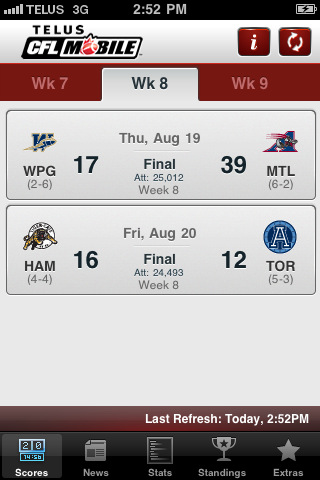 TELUS 3G 2:52 PM
TELUS
CFL MOBILE
i
Wk 7 Wk 8 Wk 9
Thu, Aug 19
WPG 17 Final 39 MTL
(2-6) Att: 25,012 (6-2)
Week 8
Fri, Aug 20
HAM 16 Final 12 TOR
(4-4) Att: 24,493 (5-3)
Week 8
Last Refresh: Today, 2:52PM
20
14:56
Scores News Stats Standings Extras